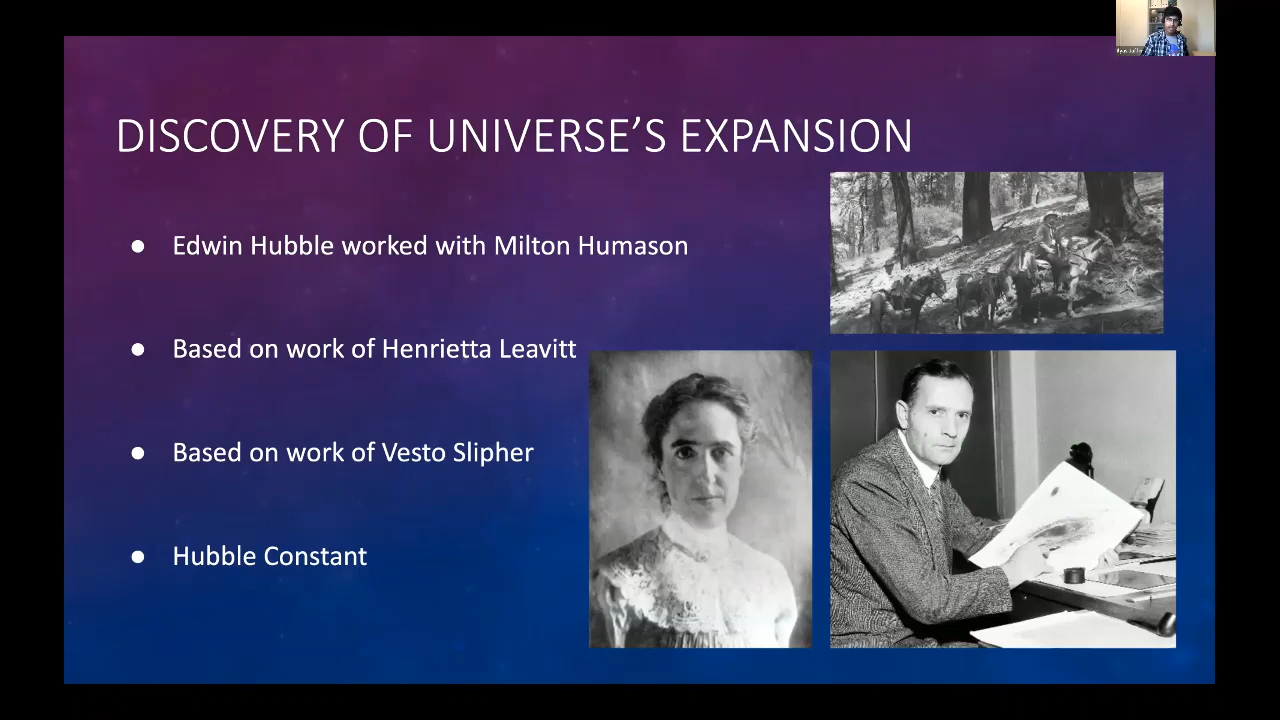 DISCOVERY OF UNIVERSE'S EXPANSION
● Edwin Hubble worked with Milton Humason
● Based on work of Henrietta Leavitt
● Based on work of Vesto Slipher
● Hubble Constant